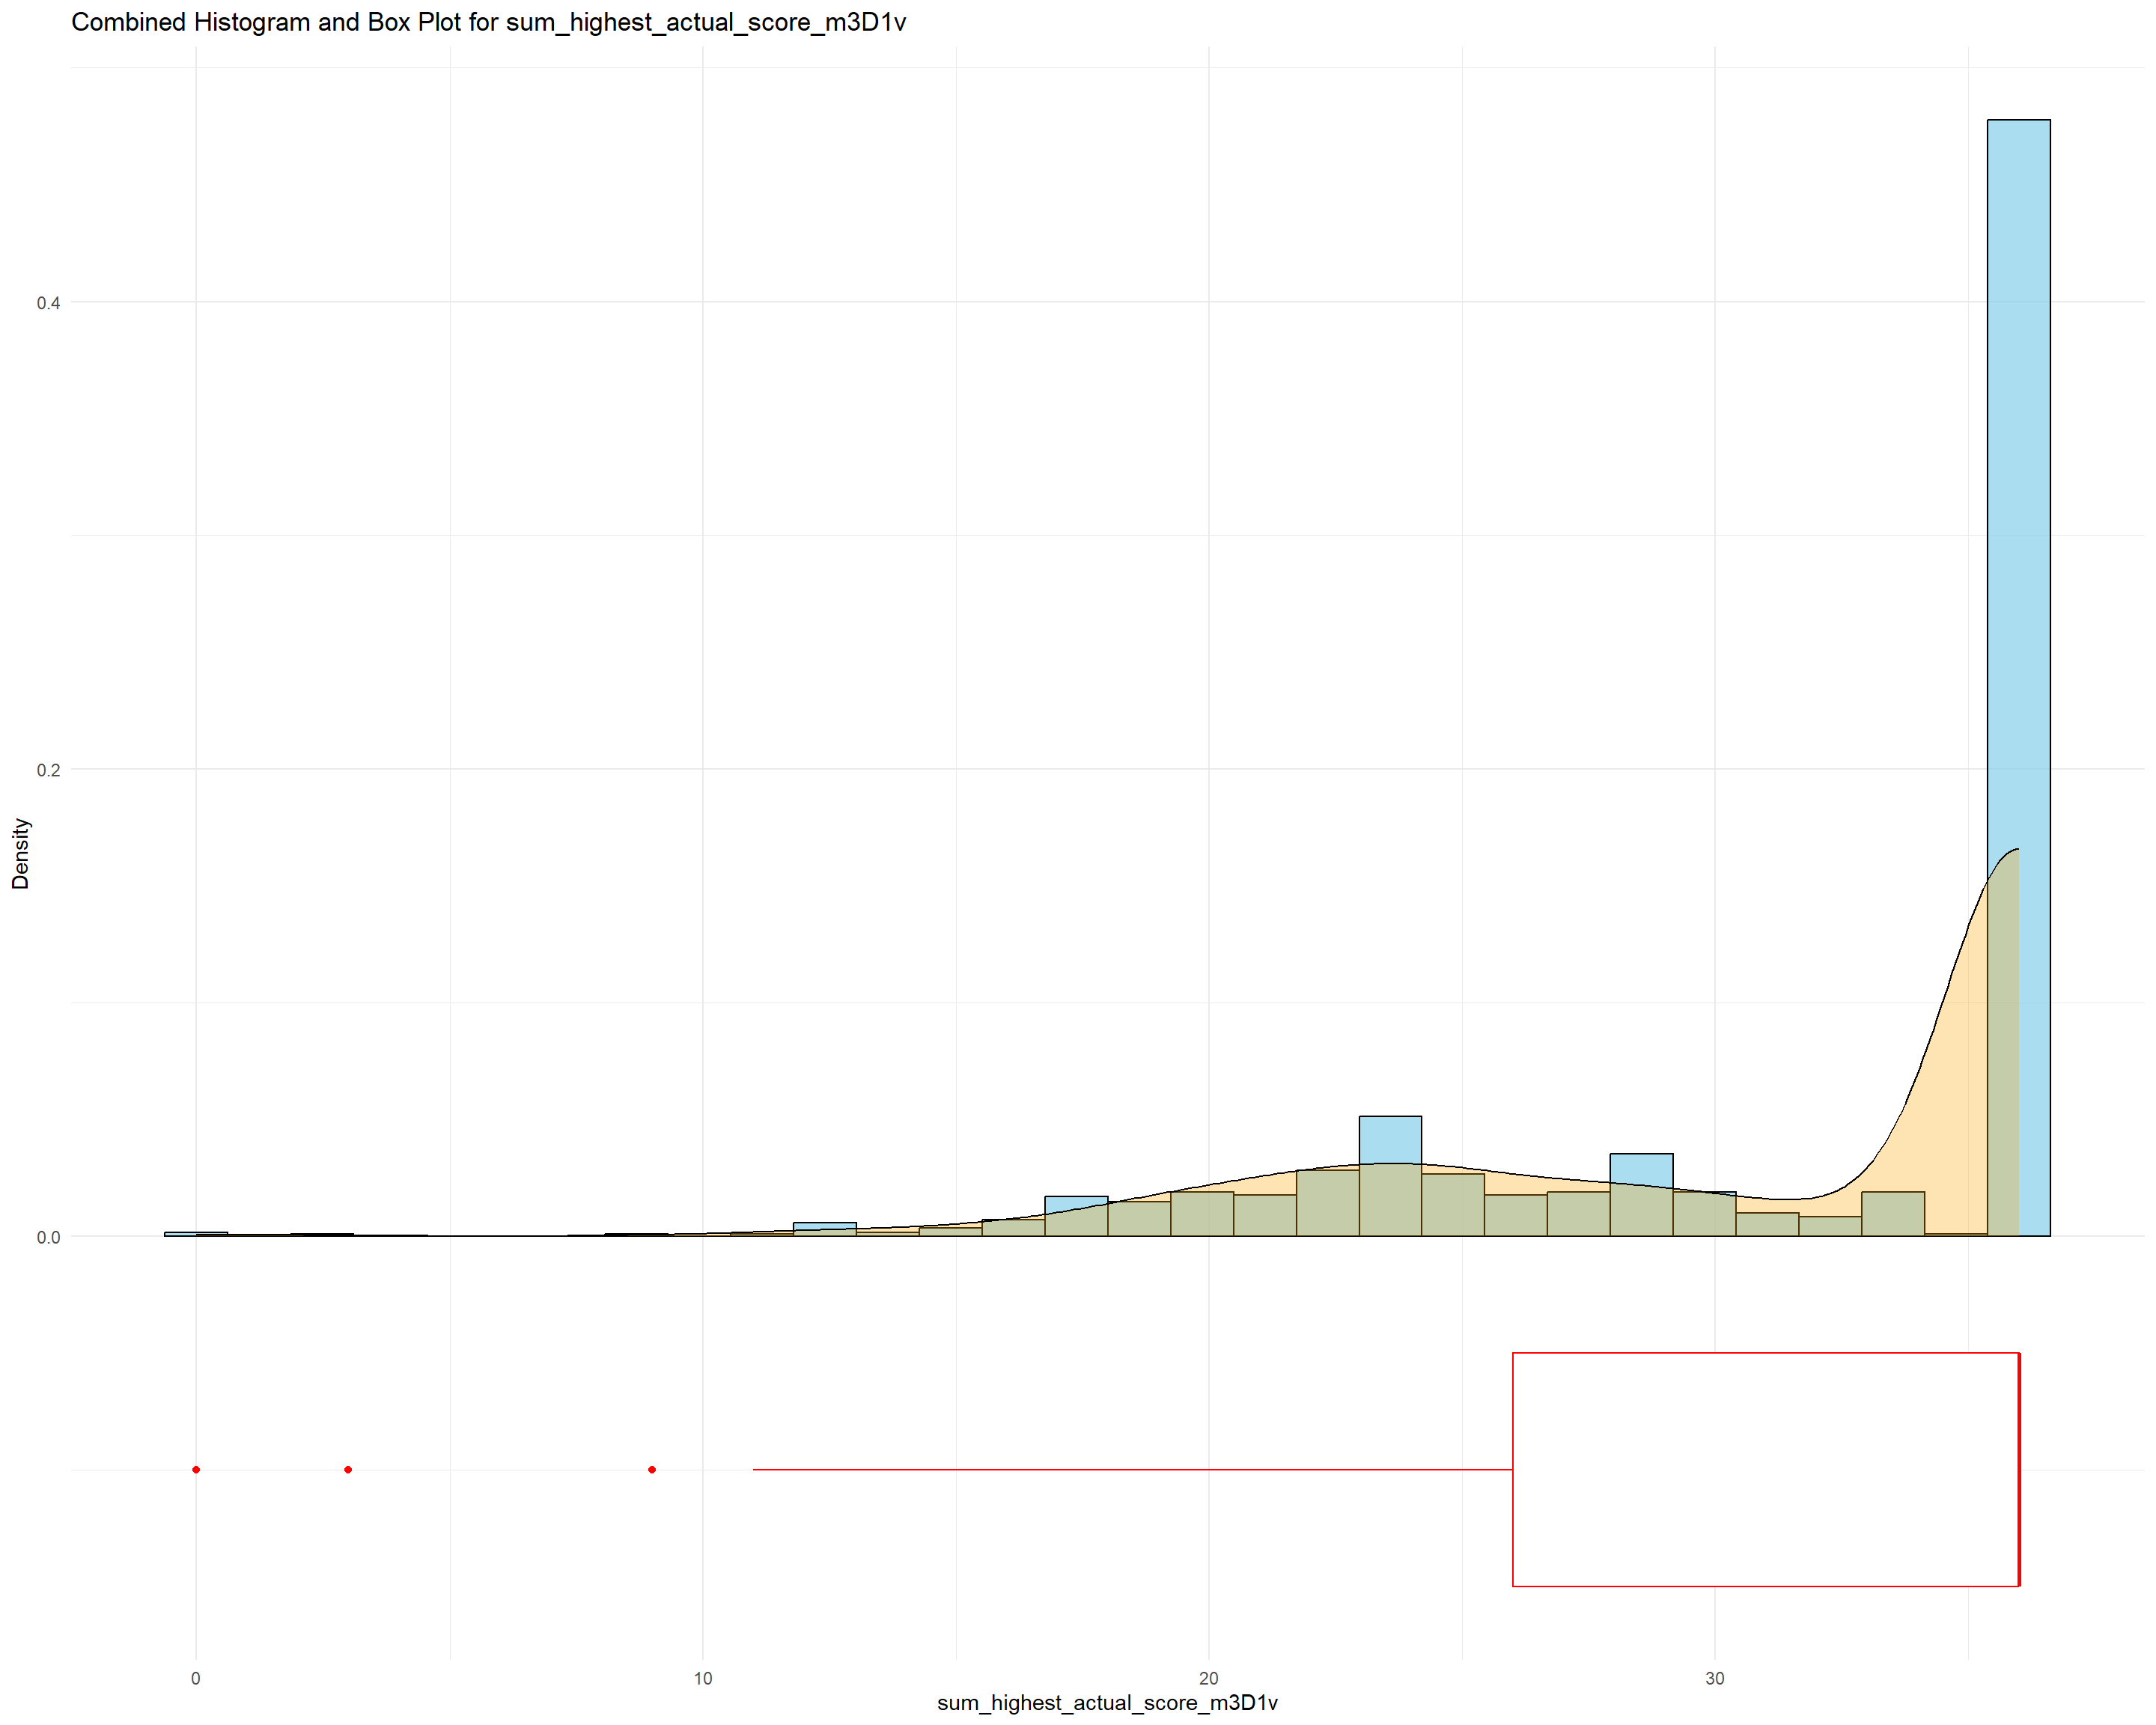 Combined Histogram and Box Plot for sum_highest_actual_score_m3D1v
0.4
0.2
0.0
Density
0 10 20 30
sum_highest_actual_score_m3D1v